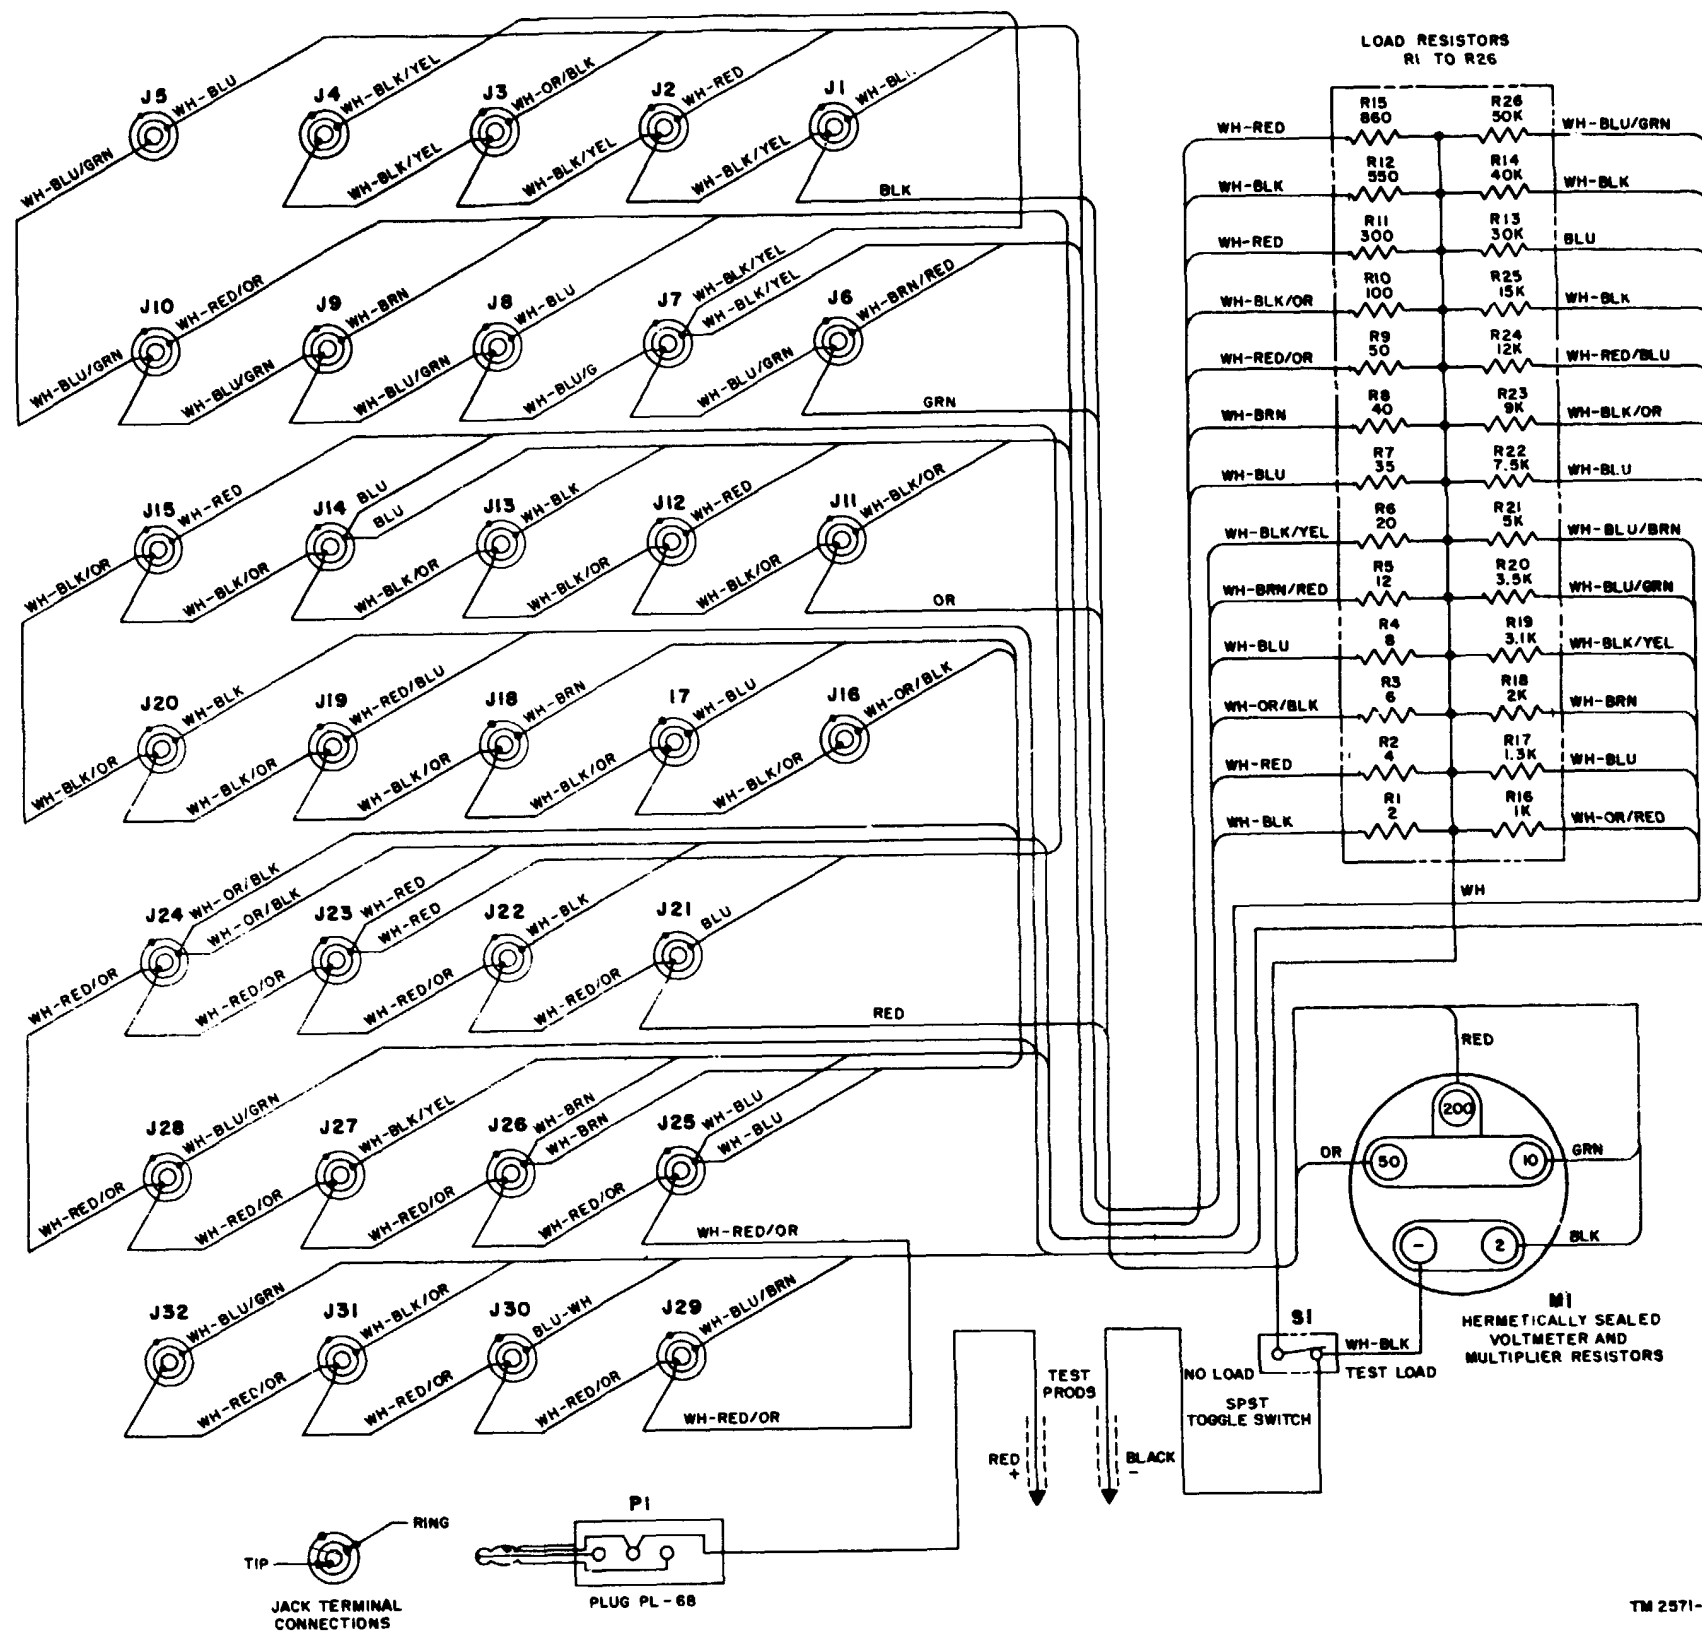 LOAD RESISTORS
R1 TO R26
J5
WH-BLU
J4
WH-BLK/YEL
J3
WH-OR/BLK
J2
WH-RED
J1
WH-BLU/GRN
WH-BLK/YEL
WH-BLK/YEL
WH-BLK/YEL
BLK
J10
WH-RED/OR
J9
WH-BRN
J8
WH-BLU
J7
WH-BLK/YEL
WH-BLK/YEL
J6
WH-BRN/RED
WH-BLU/GRN
WH-BLU/GRN
WH-BLU/GRN
WH-BLU/G
WH-BLU/GRN
GRN
J15
WH-RED
J14
BLU
BLU
J13
WH-BLK
J12
WH-RED
J11
WH-BLK/OR
WH-BLK/OR
WH-BLK/OR
WH-BLK/OR
WH-BLK/OR
WH-BLK/OR
OR
J20
WH-BLK
J19
WH-RED/BLU
J18
WH-BRN
17
WH-BLU
J16
WH-OR/BLK
WH-BLK/OR
WH-BLK/OR
WH-BLK/OR
WH-BLK/OR
WH-BLK/OR
J24
WH-OR/BLK
WH-OR/BLK
J23
WH-RED
WH-RED
J22
WH-BLK
J21
BLU
WH-RED/OR
WH-RED/OR
WH-RED/OR
WH-RED/OR
RED
J28
WH-BLU/GRN
J27
WH-BLK/YEL
J26
WH-BRN
WH-BRN
J25
WH-BLU
WH-BLU
WH-RED/OR
WH-RED/OR
WH-RED/OR
WH-RED/OR
WH-RED/OR
J32
WH-BLU/GRN
J31
WH-BLK/OR
J30
BLU-WH
J29
WH-BLU/BRN
WH-RED/OR
WH-RED/OR
WH-RED/OR
WH-RED/OR
WH-RED R15 860 R26 50K WH-BLU/GRN
WH-BLK R12 550 R14 40K WH-BLK
WH-RED R11 300 R13 30K BLU
WH-BLK/OR R10 100 R25 15K WH-BLK
WH-RED/OR R9 50 R24 12K WH-RED/BLU
WH-BRN R8 40 R23 9K WH-BLK/OR
WH-BLU R7 35 R22 7.5K WH-BLU
WH-BLK/YEL R6 20 R21 5K WH-BLU/BRN
WH-BRN/RED R5 12 R20 3.5K WH-BLU/GRN
WH-BLU R4 8 R19 3.1K WH-BLK/YEL
WH-OR/BLK R3 6 R18 2K WH-BRN
WH-RED R2 4 R17 1.3K WH-BLU
WH-BLK R1 2 R16 1K WH-OR/RED
WH
RED
200
OR 50 10 GRN
- 2 BLK
M1
HERMETICALLY SEALED
VOLTMETER AND
MULTIPLIER RESISTORS
S1
WH-BLK
NO LOAD
TEST LOAD
SPST
TOGGLE SWITCH
TEST
PRODS
RED
+
BLACK
-
P1
PLUG PL-68
RING
TIP
JACK TERMINAL
CONNECTIONS
TM 2571-